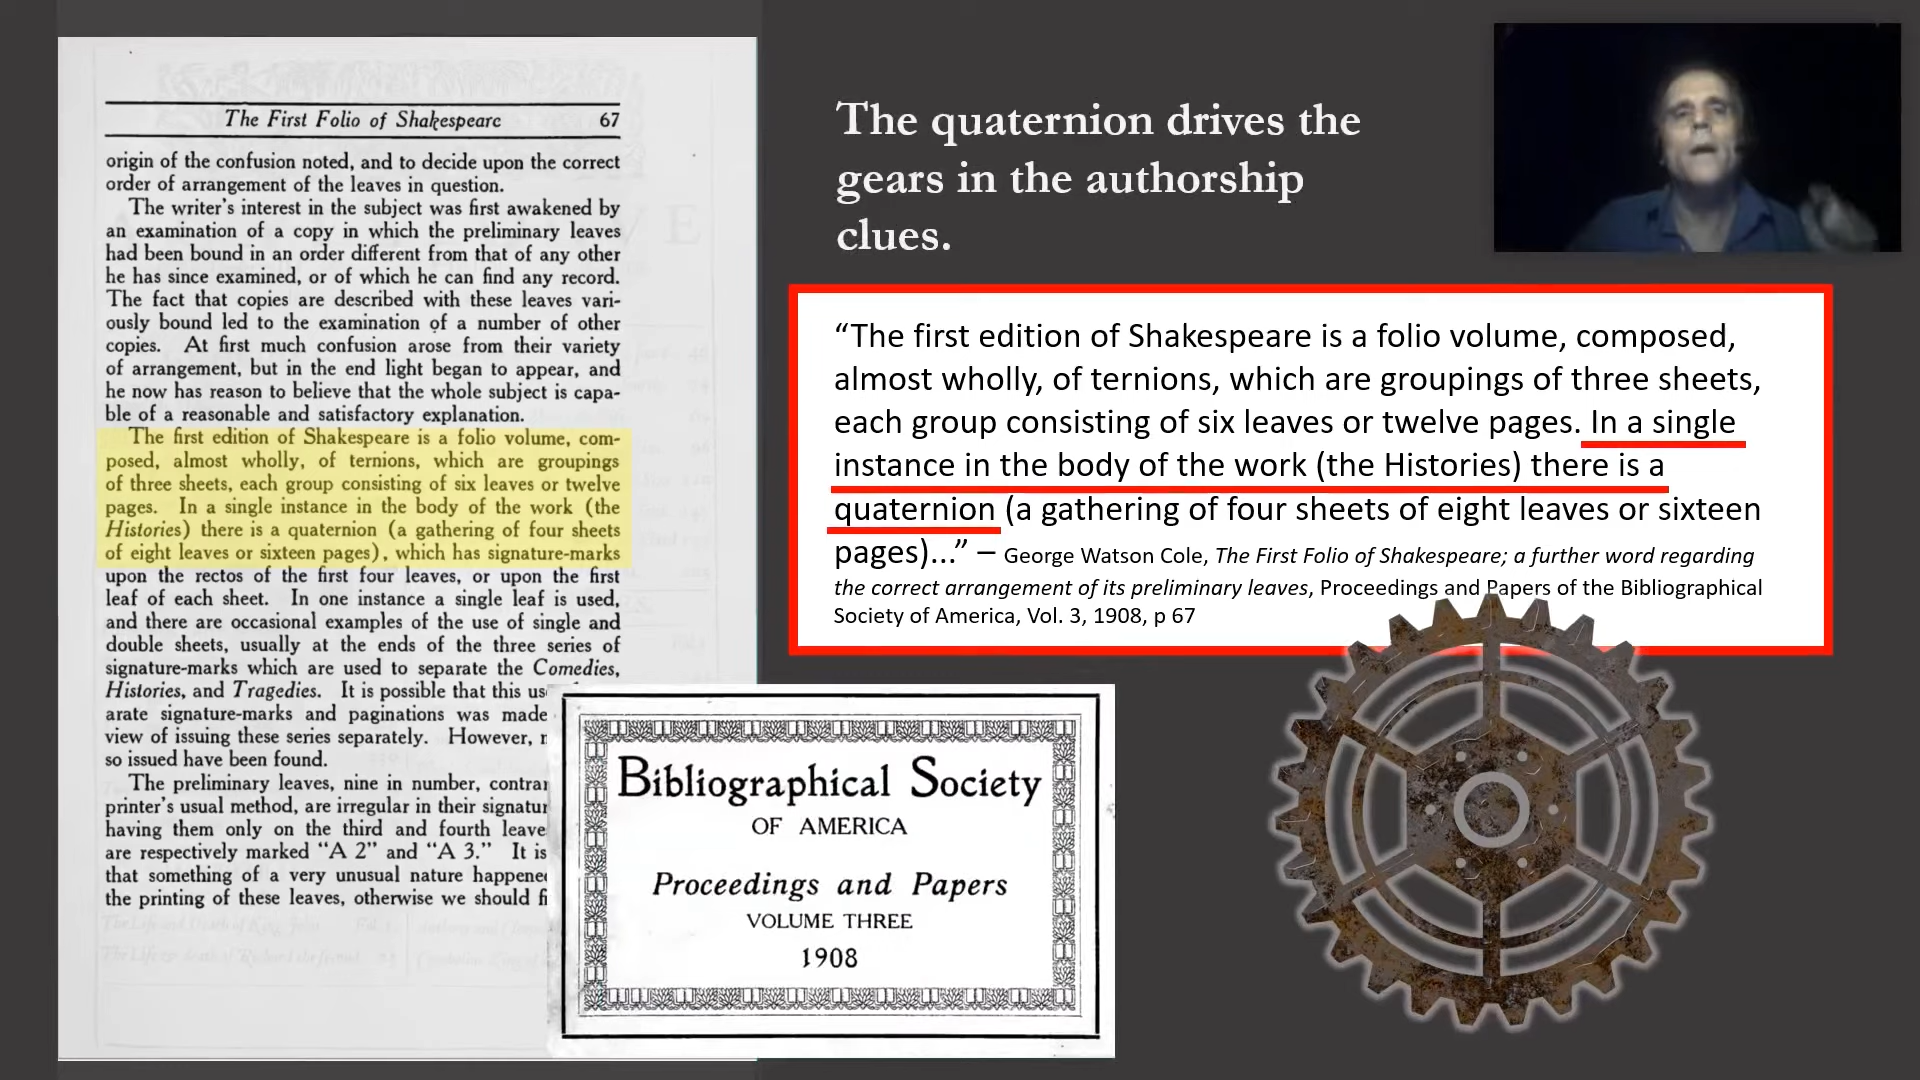 The First Folio of Shakespeare 67
origin of the confusion noted, and to decide upon the correct
order of arrangement of the leaves in question.
The writer's interest in the subject was first awakened by
an examination of a copy in which the preliminary leaves
had been bound in an order different from that of any other
he has since examined, or of which he can find any record.
The fact that copies are described with these leaves vari-
ously bound led to the examination of a number of other
copies. At first much confusion arose from their variety
of arrangement, but in the end light began to appear, and
he now has reason to believe that the whole subject is capa-
ble of a reasonable and satisfactory explanation.
The first edition of Shakespeare is a folio volume, com-
posed, almost wholly, of ternions, which are groupings
of three sheets, each group consisting of six leaves or twelve
pages. In a single instance in the body of the work (the
Histories) there is a quaternion (a gathering of four sheets
of eight leaves or sixteen pages), which has signature-marks
upon the rectos of the first four leaves, or upon the first
leaf of each sheet. In one instance a single leaf is used,
and there are occasional examples of the use of single and
double sheets, usually at the ends of the three series of
signature-marks which are used to separate the Comedies,
Histories, and Tragedies. It is possible that this
arate signature-marks and paginations was made
view of issuing these series separately. However,
so issued have been found.
The preliminary leaves, nine in number,
printer's usual method, are irregular in their
having them only on the third and fourth
are respectively marked "A 2" and "A 3." It is
that something of a very unusual nature
the printing of these leaves, otherwise we should
The quaternion drives the
gears in the authorship
clues.
“The first edition of Shakespeare is a folio volume, composed,
almost wholly, of ternions, which are groupings of three sheets,
each group consisting of six leaves or twelve pages. In a single
instance in the body of the work (the Histories) there is a
quaternion (a gathering of four sheets of eight leaves or sixteen
pages)...” – George Watson Cole, The First Folio of Shakespeare; a further word regarding
the correct arrangement of its preliminary leaves, Proceedings and Papers of the Bibliographical
Society of America, Vol. 3, 1908, p 67
Bibliographical Society
OF AMERICA
Proceedings and Papers
VOLUME THREE
1908